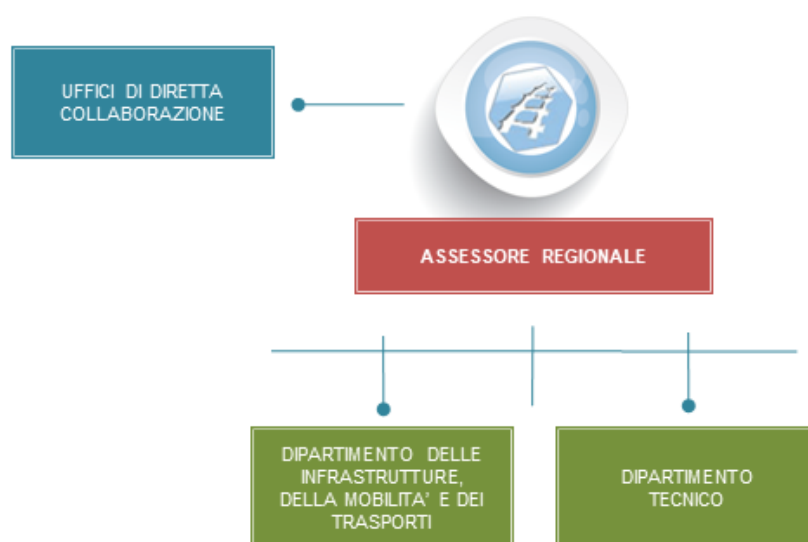 UFFICI DI DIRETTA
COLLABORAZIONE
ASSESSORE REGIONALE
DIPARTIMENTO DELLE
INFRASTRUTTURE,
DELLA MOBILITA' E DEI
TRASPORTI
DIPARTIMENTO
TECNICO